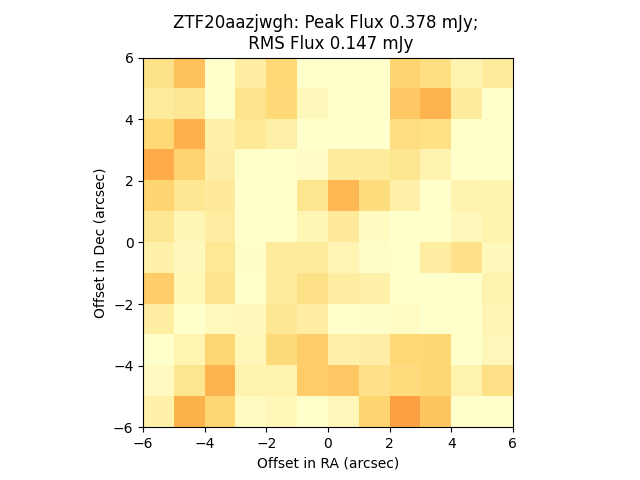 ZTF20aazjwgh: Peak Flux 0.378 mJy;
RMS Flux 0.147 mJy
6
4
2
0
−2
−4
−6
Offset in Dec (arcsec)
−6 −4 −2 0 2 4 6
Offset in RA (arcsec)